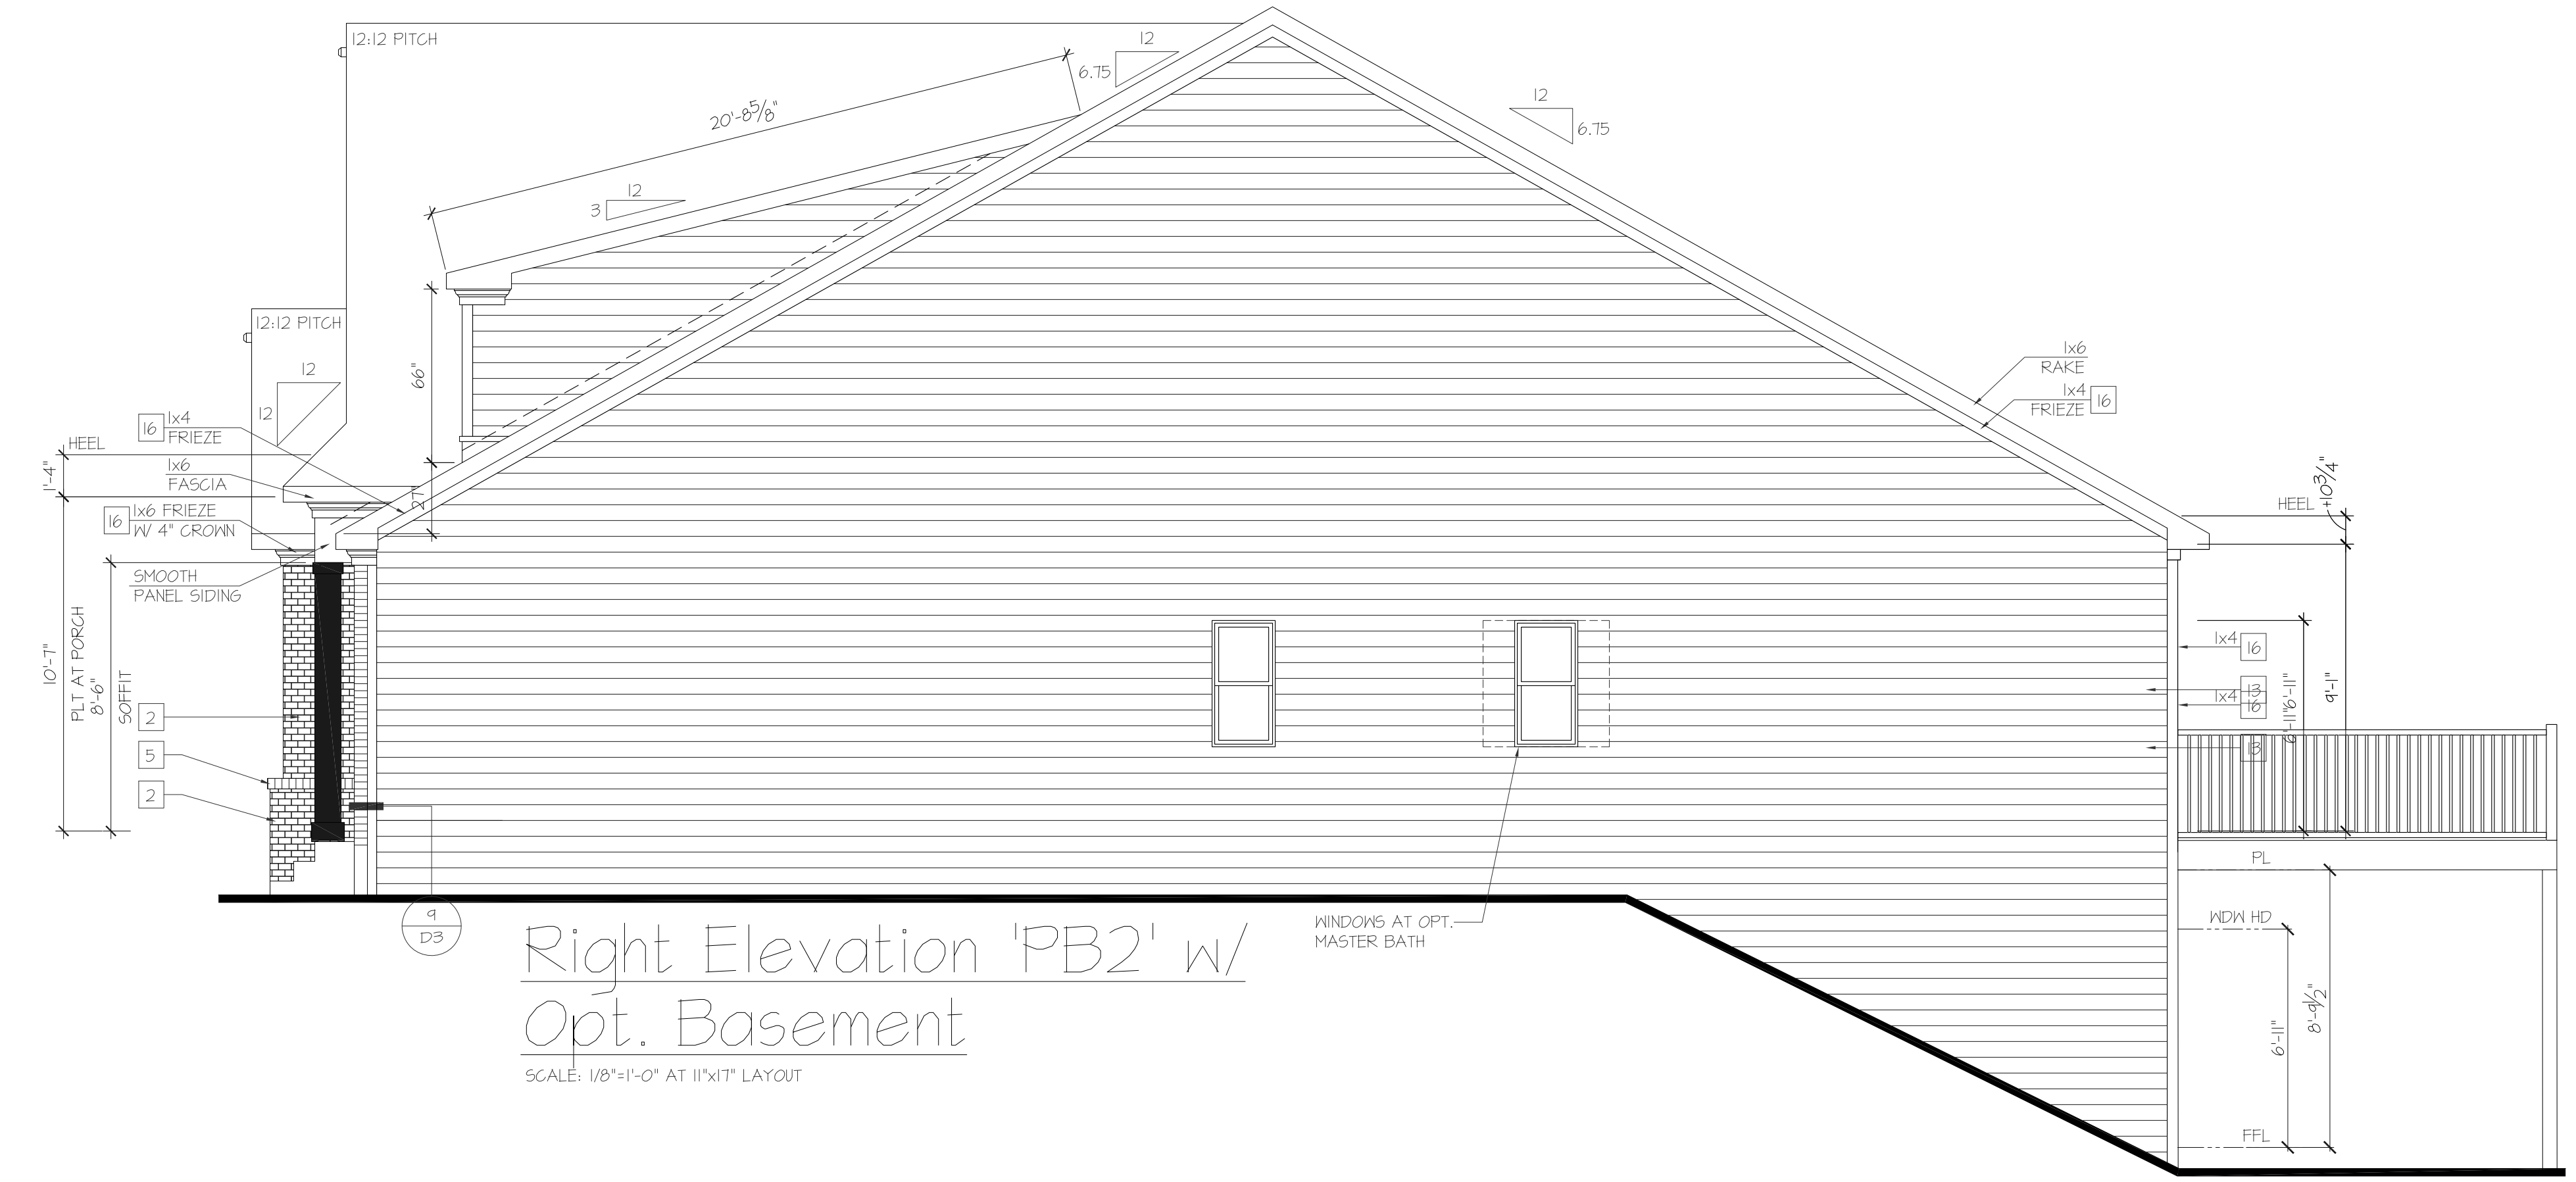 12:12 PITCH
12
6.75
20'-8 5/8"
12
3
12
6.75
12:12 PITCH
12
12
66"
27"
1x6
RAKE
1x4
FRIEZE 16
16 1x4
FRIEZE
HEEL
1'-4"
1x6
FASCIA
16 1x6 FRIEZE
W/ 4" CROWN
SMOOTH
PANEL SIDING
10'-7"
PLT AT PORCH
8'-6"
SOFFIT
2
5
2
HEEL
+10 3/4"
1x4 16
13
1x4 16
13
6'-11"
6'-11"
9'-1"
PL
WDW HD
6'-11"
8'-9 1/2"
FFL
9
D3
WINDOWS AT OPT.
MASTER BATH
Right Elevation 'PB2' w/
Opt. Basement
SCALE: 1/8"=1'-0" AT 11"x17" LAYOUT